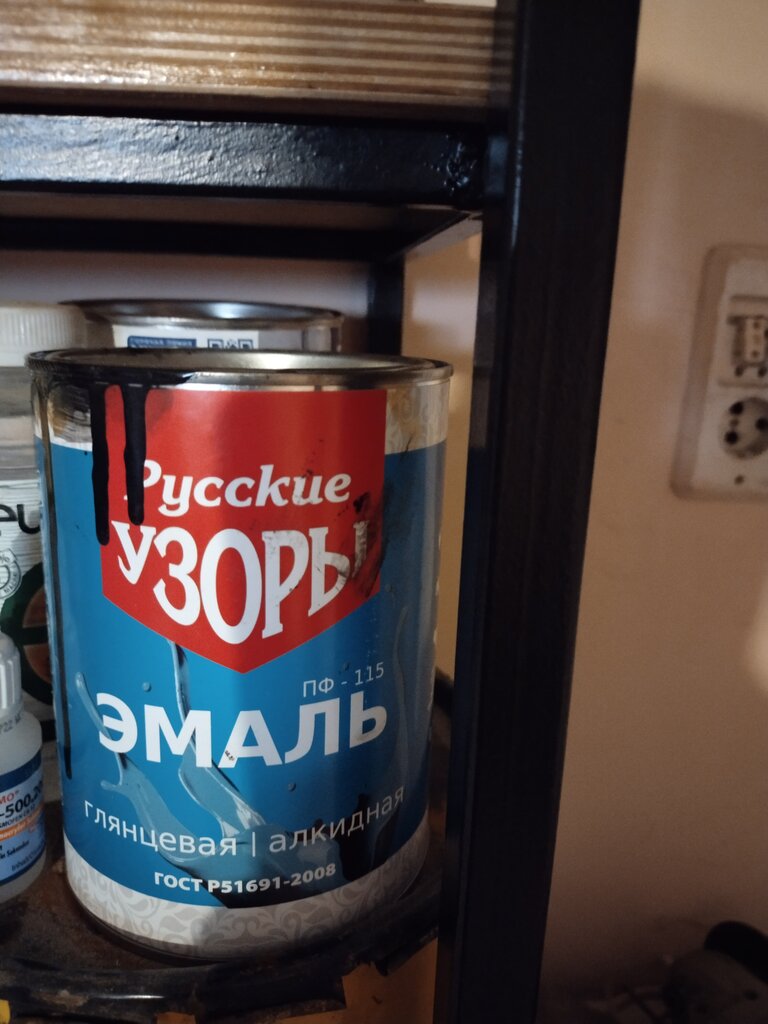 Русские
УЗОРЫ
ПФ - 115
ЭМАЛЬ
глянцевая | алкидная
ГОСТ Р51691-2008